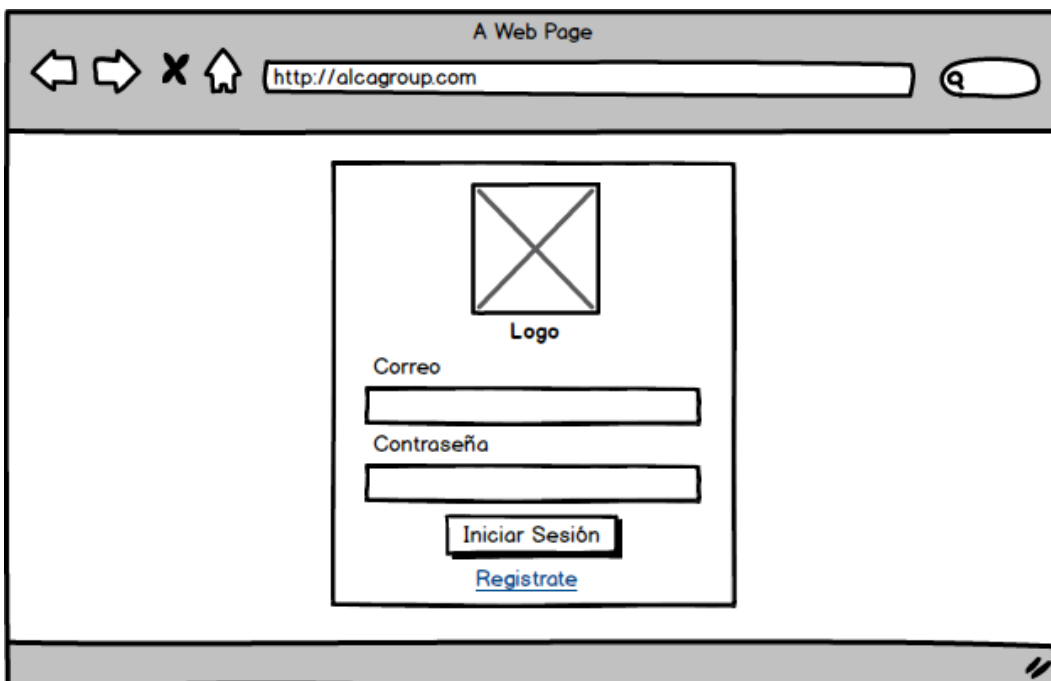 A Web Page
http://alcagroup.com
Logo
Correo
Contraseña
Iniciar Sesión
Registrate